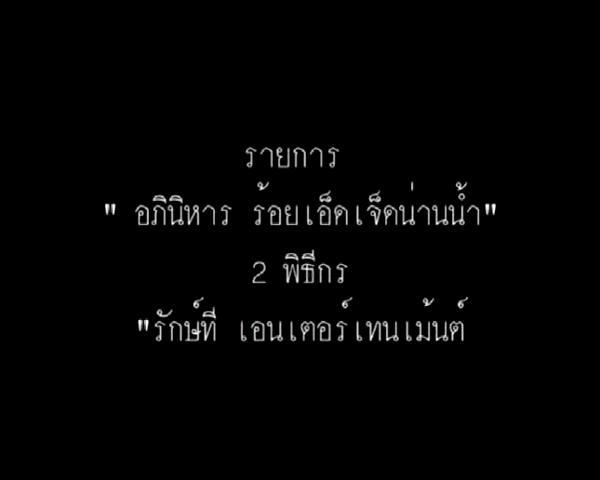 รายการ
" อภินิหาร ร้อยเอ็ดเจ็ดน่านน้ำ"
2 พิธีกร
"รักษ์ที่ เอนเตอร์เทนเม้นต์